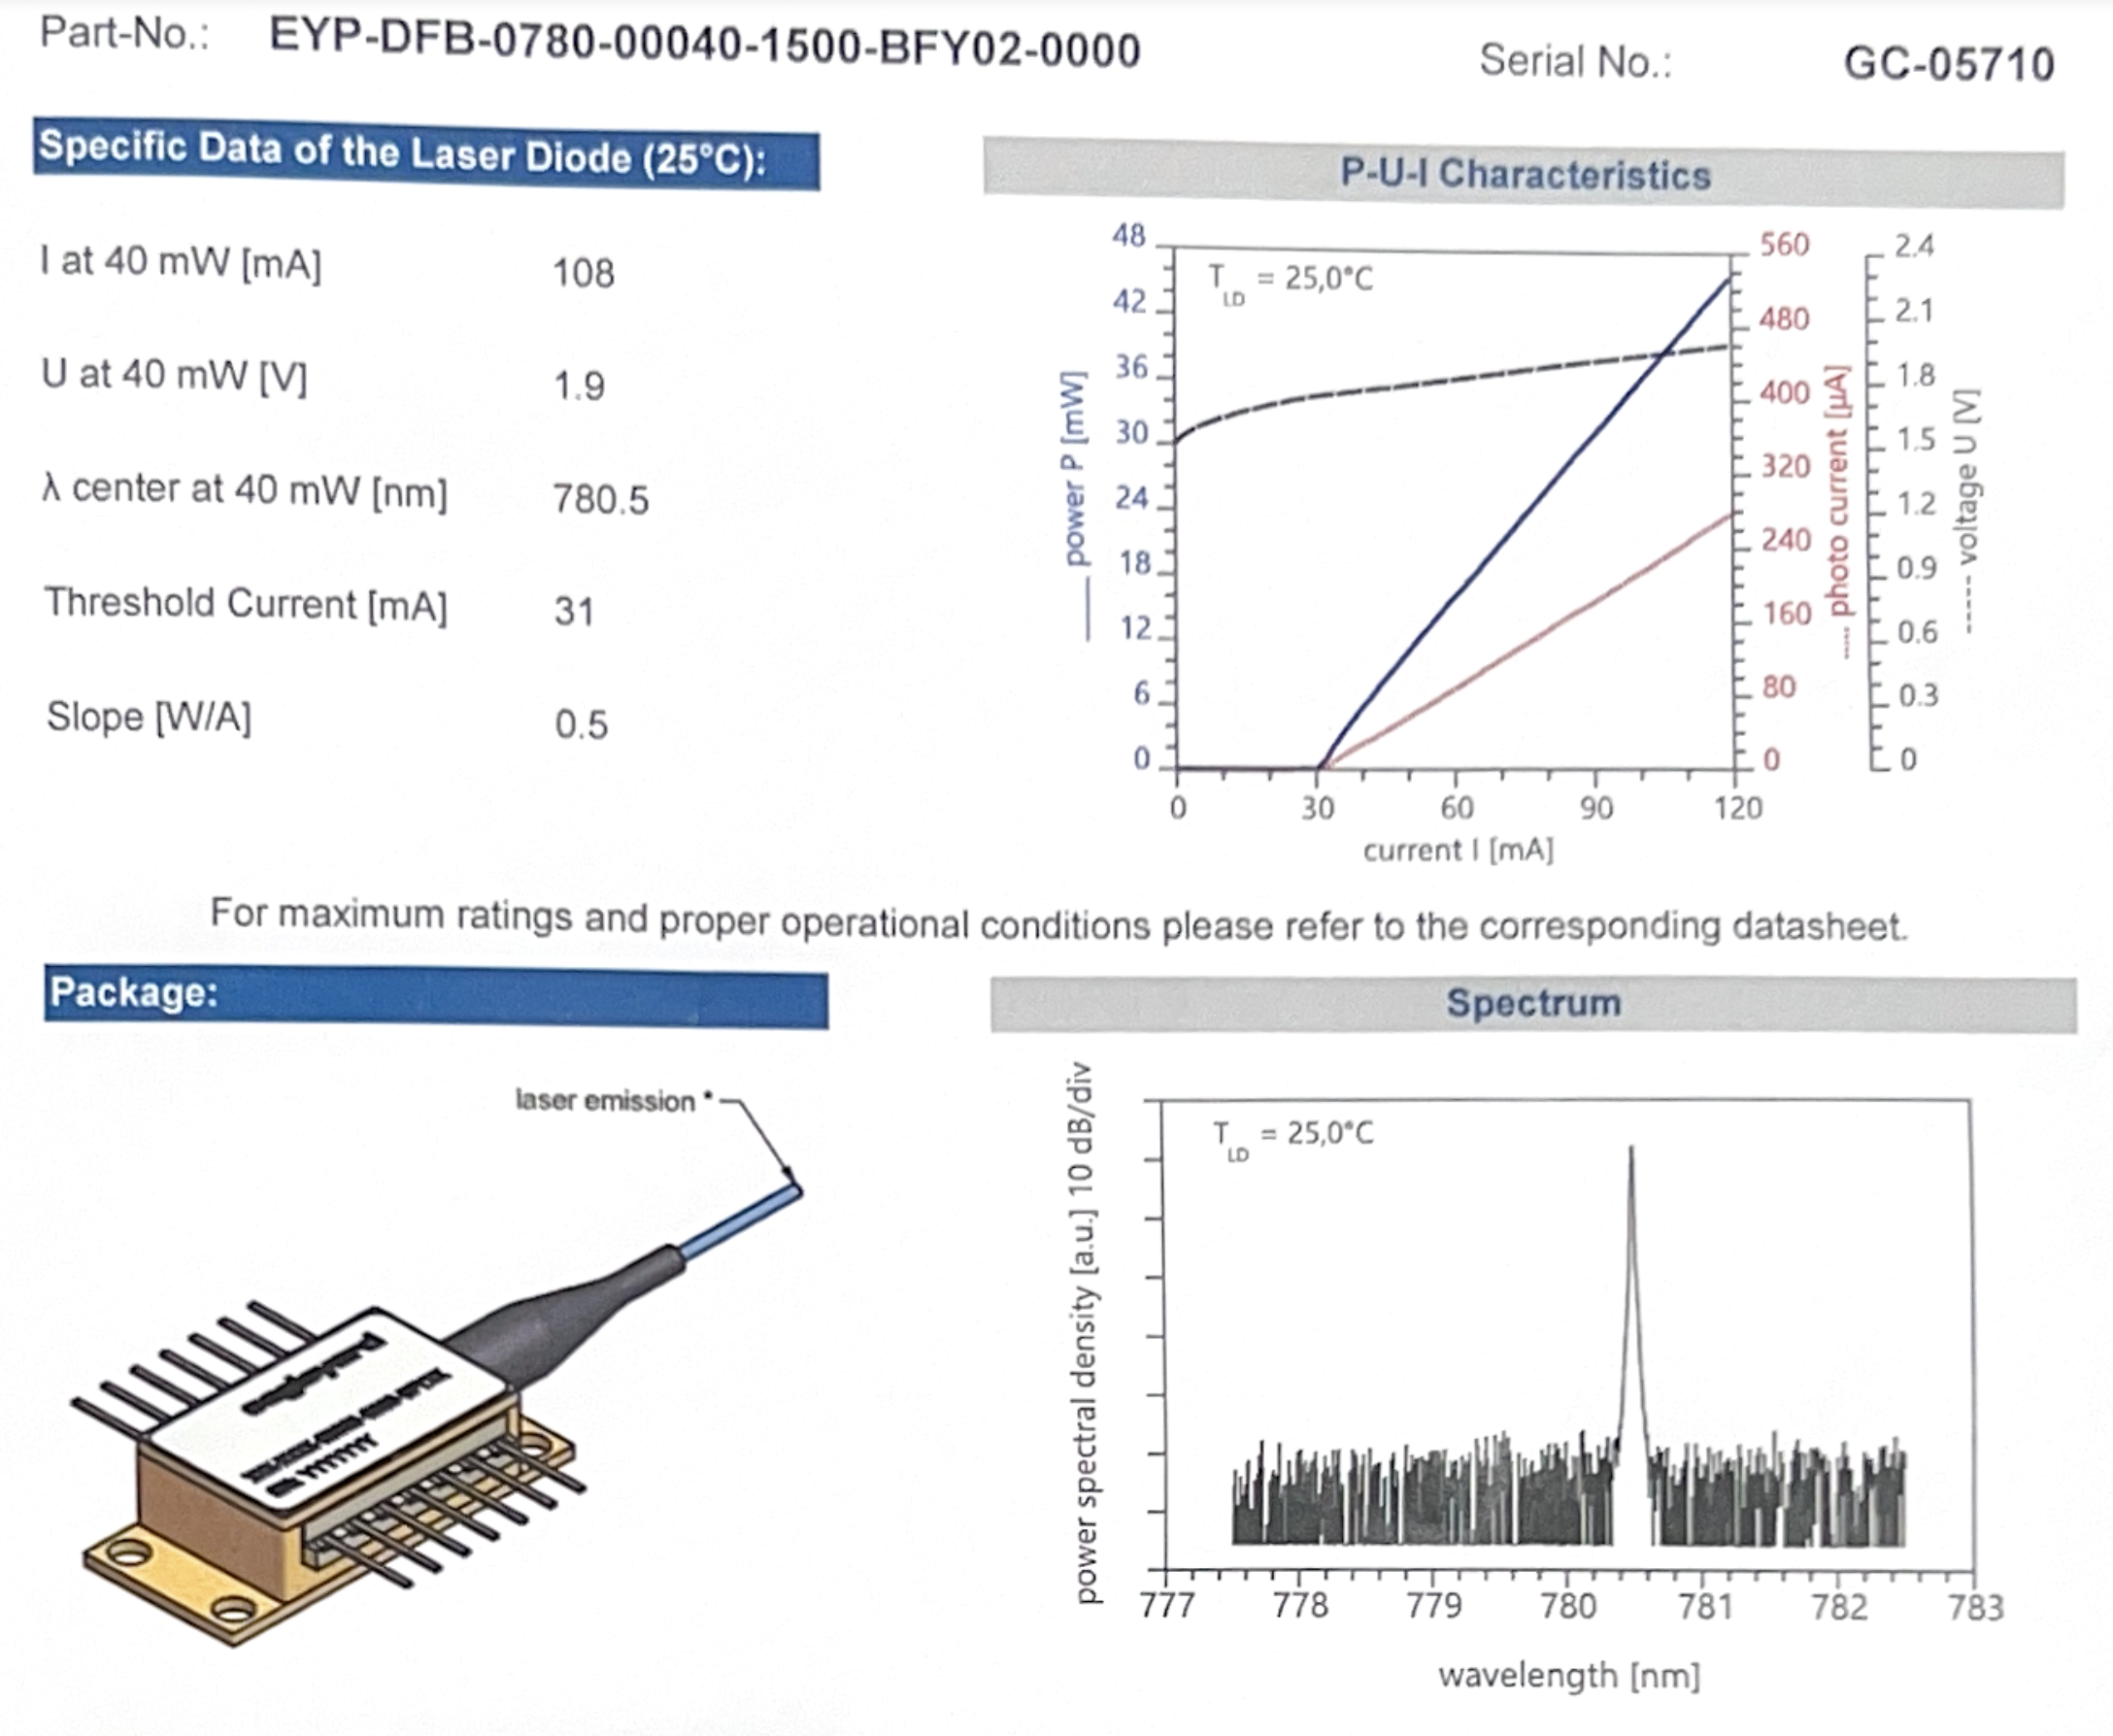 Part-No.: EYP-DFB-0780-00040-1500-BFY02-0000
Serial No.: GC-05710
Specific Data of the Laser Diode (25°C):
I at 40 mW [mA] 108
U at 40 mW [V] 1.9
λ center at 40 mW [nm] 780.5
Threshold Current [mA] 31
Slope [W/A] 0.5
P-U-I Characteristics
T LD = 25,0°C
power P [mW]
48
42
36
30
24
18
12
6
0
560
480
400
320
240
160
80
0
photo current [µA]
2.4
2.1
1.8
1.5
1.2
0.9
0.6
0.3
0
voltage U [V]
0 30 60 90 120
current I [mA]
For maximum ratings and proper operational conditions please refer to the corresponding datasheet.
Package:
laser emission *
Spectrum
T LD = 25,0°C
power spectral density [a.u.] 10 dB/div
777 778 779 780 781 782 783
wavelength [nm]